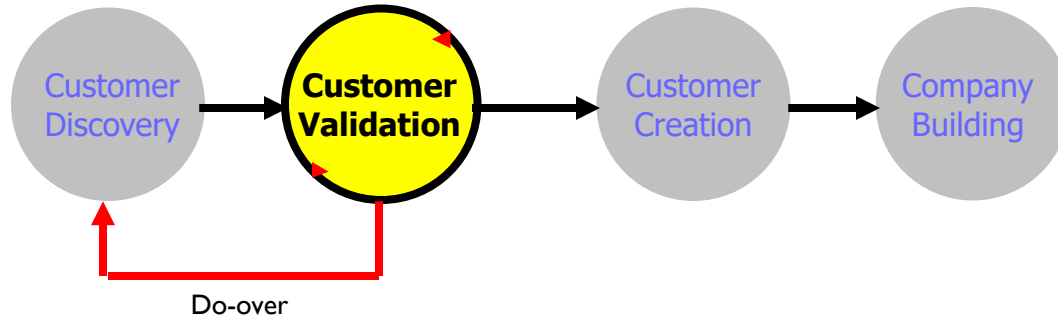 Customer
Discovery
Customer
Validation
Customer
Creation
Company
Building
Do-over